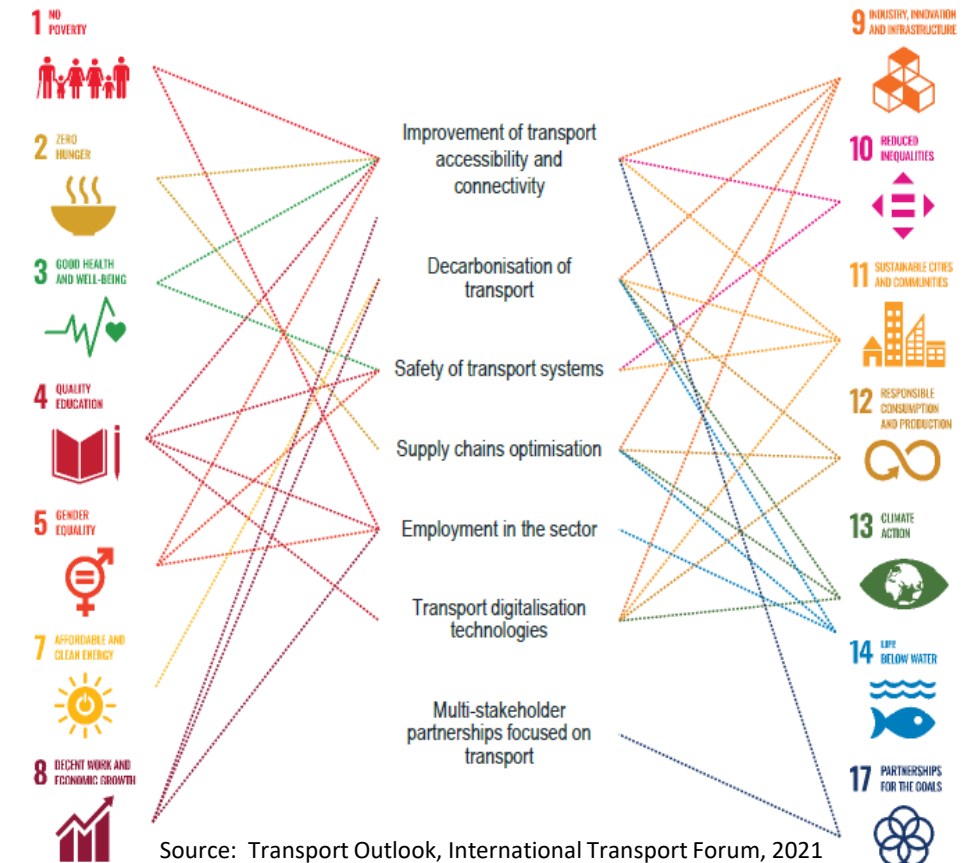 1 NO
POVERTY
2 ZERO
HUNGER
3 GOOD HEALTH
AND WELL-BEING
4 QUALITY
EDUCATION
5 GENDER
EQUALITY
7 AFFORDABLE AND
CLEAN ENERGY
8 DECENT WORK AND
ECONOMIC GROWTH
Improvement of transport
accessibility and
connectivity
Decarbonisation of
transport
Safety of transport systems
Supply chains optimisation
Employment in the sector
Transport digitalisation
technologies
Multi-stakeholder
partnerships focused on
transport
9 INDUSTRY, INNOVATION
AND INFRASTRUCTURE
10 REDUCED
INEQUALITIES
11 SUSTAINABLE CITIES
AND COMMUNITIES
12 RESPONSIBLE
CONSUMPTION
AND PRODUCTION
13 CLIMATE
ACTION
14 LIFE
BELOW WATER
17 PARTNERSHIPS
FOR THE GOALS
Source: Transport Outlook, International Transport Forum, 2021